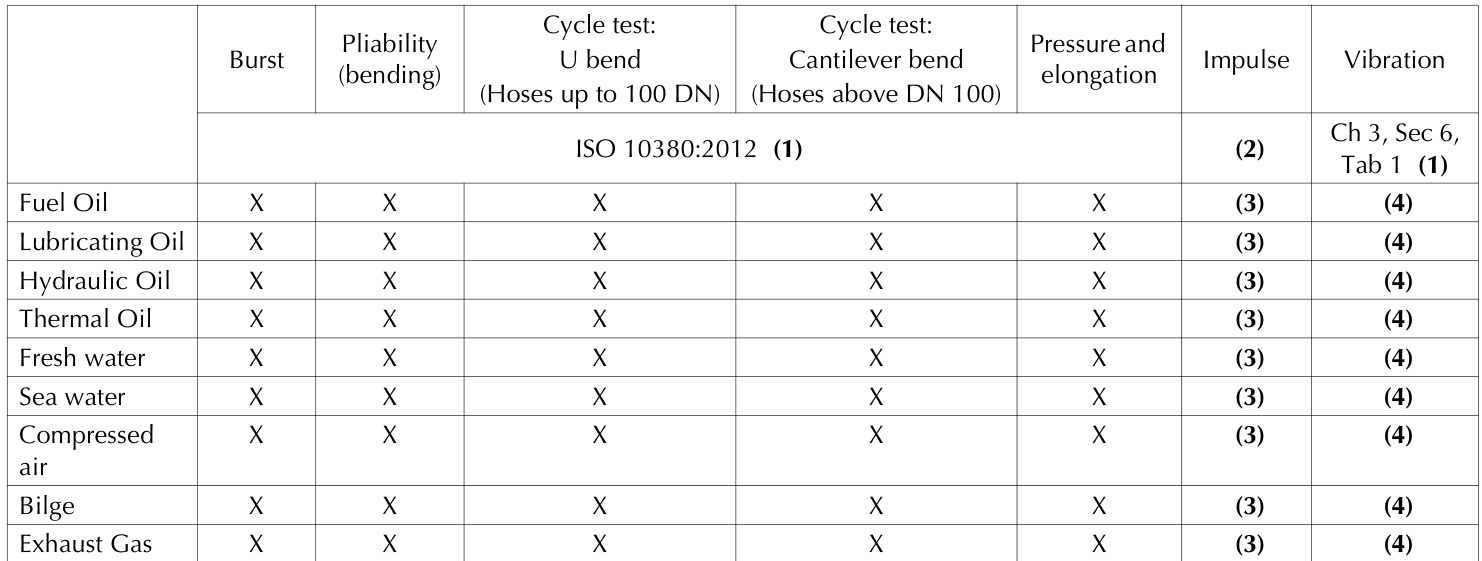 Burst Pliability (bending) Cycle test: U bend (Hoses up to 100 DN) Cycle test: Cantilever bend (Hoses above DN 100) Pressure and elongation Impulse Vibration
ISO 10380:2012 (1) (2) Ch 3, Sec 6, Tab 1 (1)
Fuel Oil X X X X X (3) (4)
Lubricating Oil X X X X X (3) (4)
Hydraulic Oil X X X X X (3) (4)
Thermal Oil X X X X X (3) (4)
Fresh water X X X X X (3) (4)
Sea water X X X X X (3) (4)
Compressed air X X X X X (3) (4)
Bilge X X X X X (3) (4)
Exhaust Gas X X X X X (3) (4)